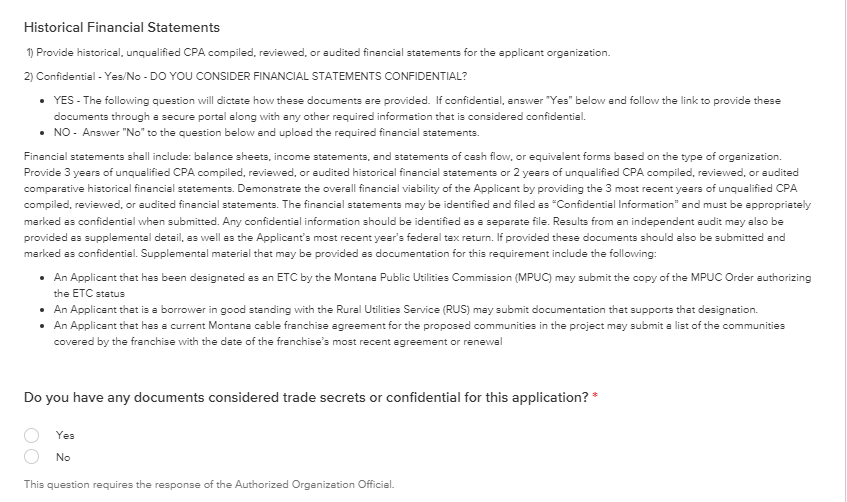 Historical Financial Statements
1) Provide historical, unqualified CPA compiled, reviewed, or audited financial statements for the applicant organization.
2) Confidential - Yes/No - DO YOU CONSIDER FINANCIAL STATEMENTS CONFIDENTIAL?
• YES - The following question will dictate how these documents are provided. If confidential, answer "Yes" below and follow the link to provide these
documents through a secure portal along with any other required information that is considered confidential.
• NO - Answer "No" to the question below and upload the required financial statements.
Financial statements shall include: balance sheets, income statements, and statements of cash flow, or equivalent forms based on the type of organization.
Provide 3 years of unqualified CPA compiled, reviewed, or audited historical financial statements or 2 years of unqualified CPA compiled, reviewed, or audited
comparative historical financial statements. Demonstrate the overall financial viability of the Applicant by providing the 3 most recent years of unqualified CPA
compiled, reviewed, or audited financial statements. The financial statements may be identified and filed as “Confidential Information” and must be appropriately
marked as confidential when submitted. Any confidential information should be identified as a separate file. Results from an independent audit may also be
provided as supplemental detail, as well as the Applicant's most recent year's federal tax return. If provided these documents should also be submitted and
marked as confidential. Supplemental material that may be provided as documentation for this requirement include the following:
• An Applicant that has been designated as an ETC by the Montana Public Utilities Commission (MPUC) may submit the copy of the MPUC Order authorizing
the ETC status
• An Applicant that is a borrower in good standing with the Rural Utilities Service (RUS) may submit documentation that supports that designation.
• An Applicant that has a current Montana cable franchise agreement for the proposed communities in the project may submit a list of the communities
covered by the franchise with the date of the franchise's most recent agreement or renewal
Do you have any documents considered trade secrets or confidential for this application? *
Yes
No
This question requires the response of the Authorized Organization Official.